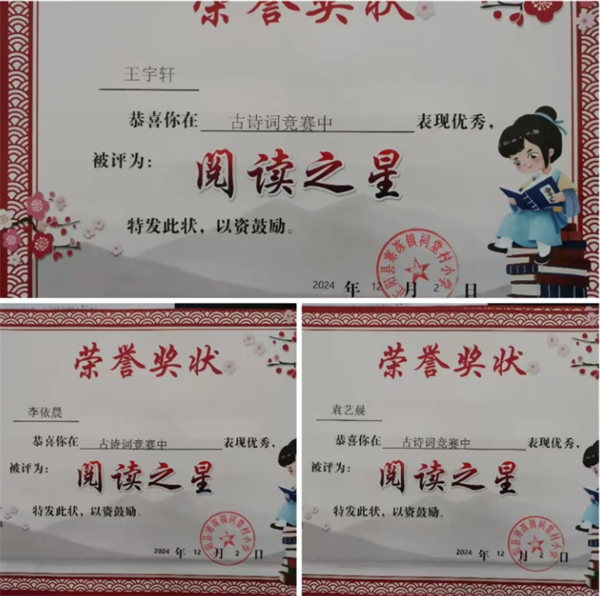 荣誉奖状
王宇轩
恭喜你在 古诗词竞赛中 表现优秀，
被评为：
阅读之星
特发此状，以资鼓励。
2024 年 12 月 2 日
荣誉奖状
李依晨
恭喜你在 古诗词竞赛中 表现优秀，
被评为：
阅读之星
特发此状，以资鼓励。
2024 年 12 月 2 日
荣誉奖状
袁艺晨
恭喜你在 古诗词竞赛中 表现优秀，
被评为：
阅读之星
特发此状，以资鼓励。
2024 年 12 月 2 日